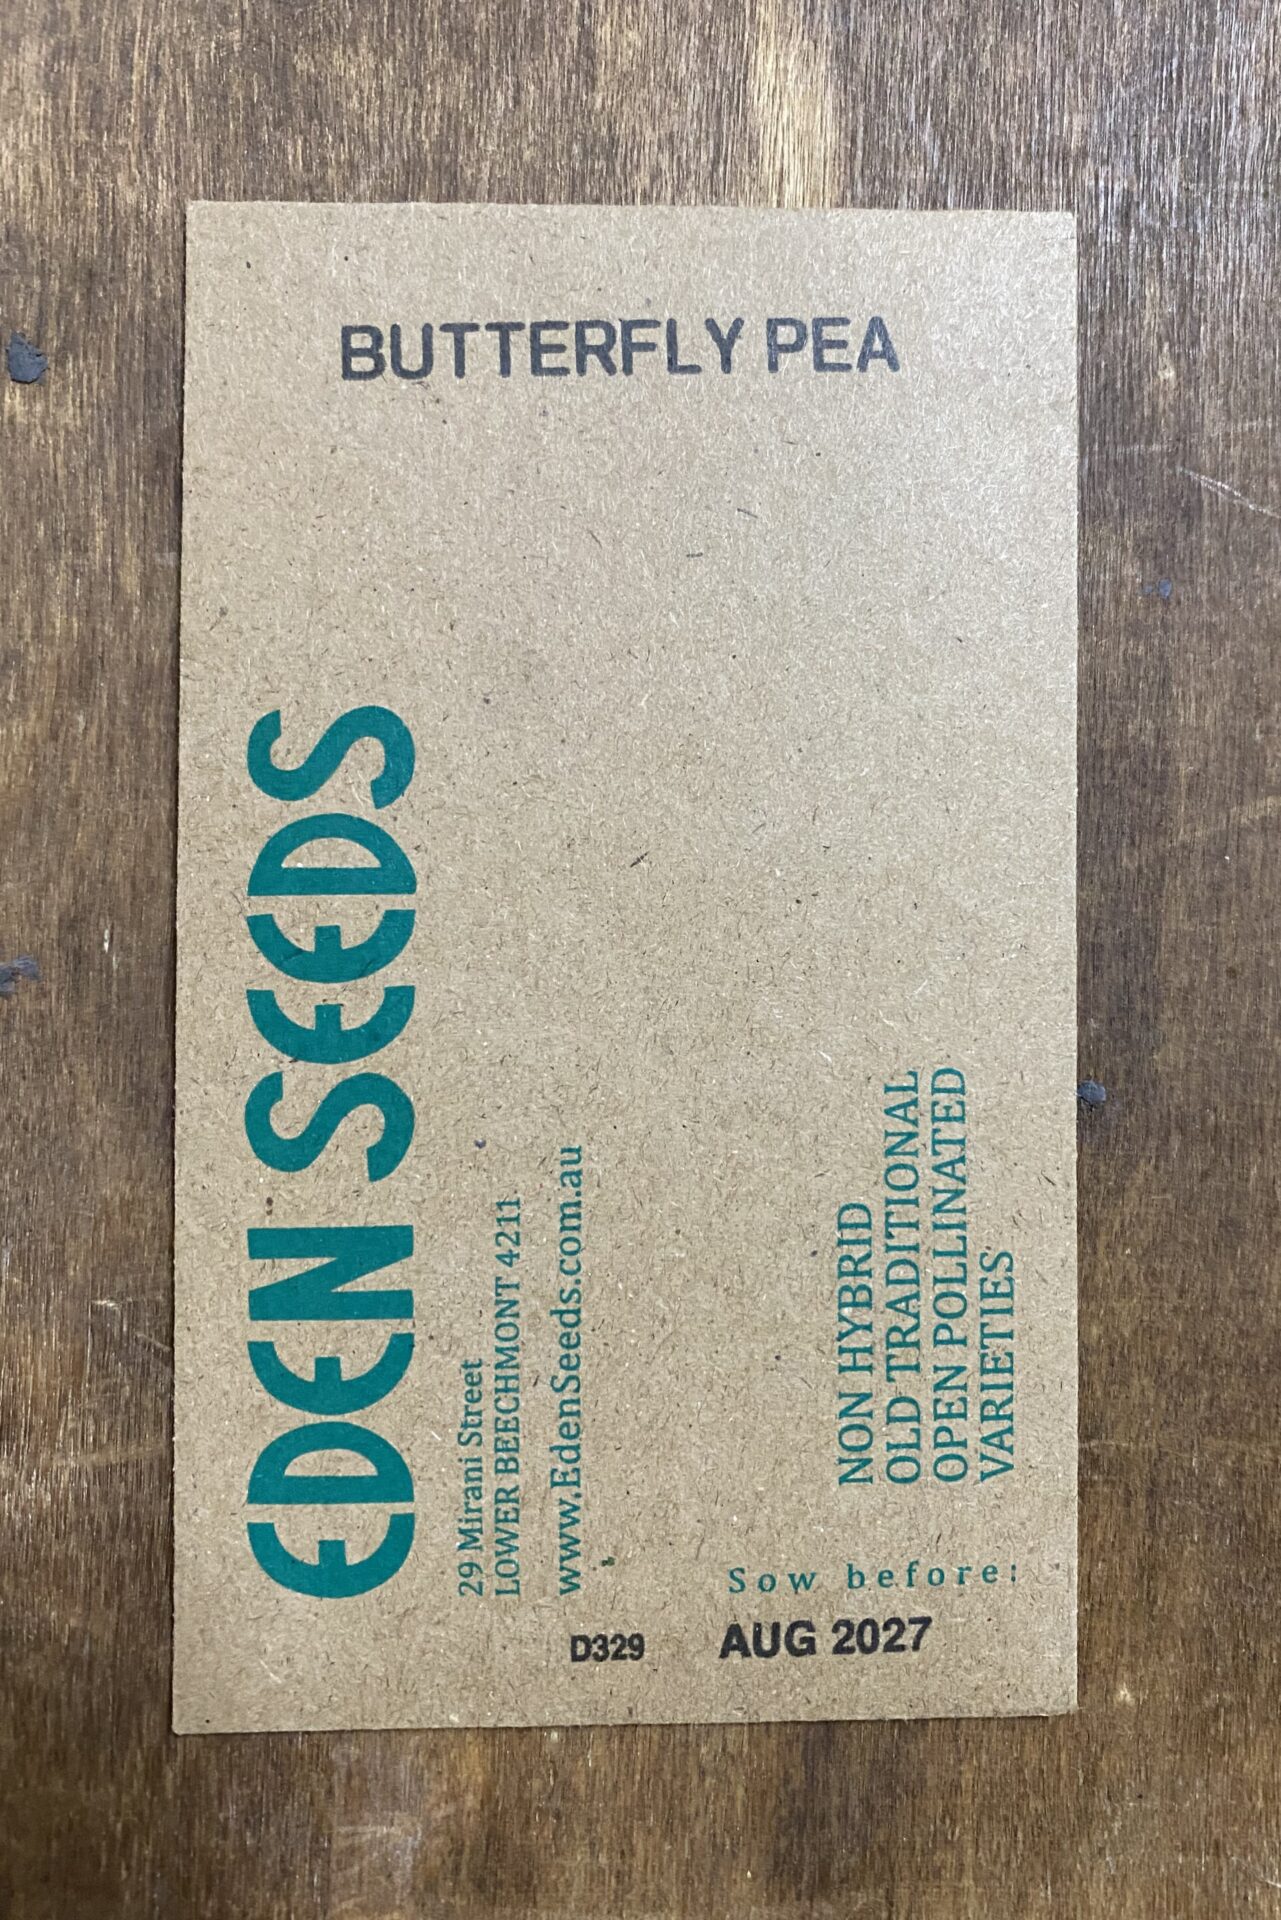 BUTTERFLY PEA
EDEN SEEDS
29 Mirani Street
LOWER BEECHMONT 4211
www.EdenSeeds.com.au
NON HYBRID
OLD TRADITIONAL
OPEN POLLINATED
VARIETIES
Sow before:
D329
AUG 2027